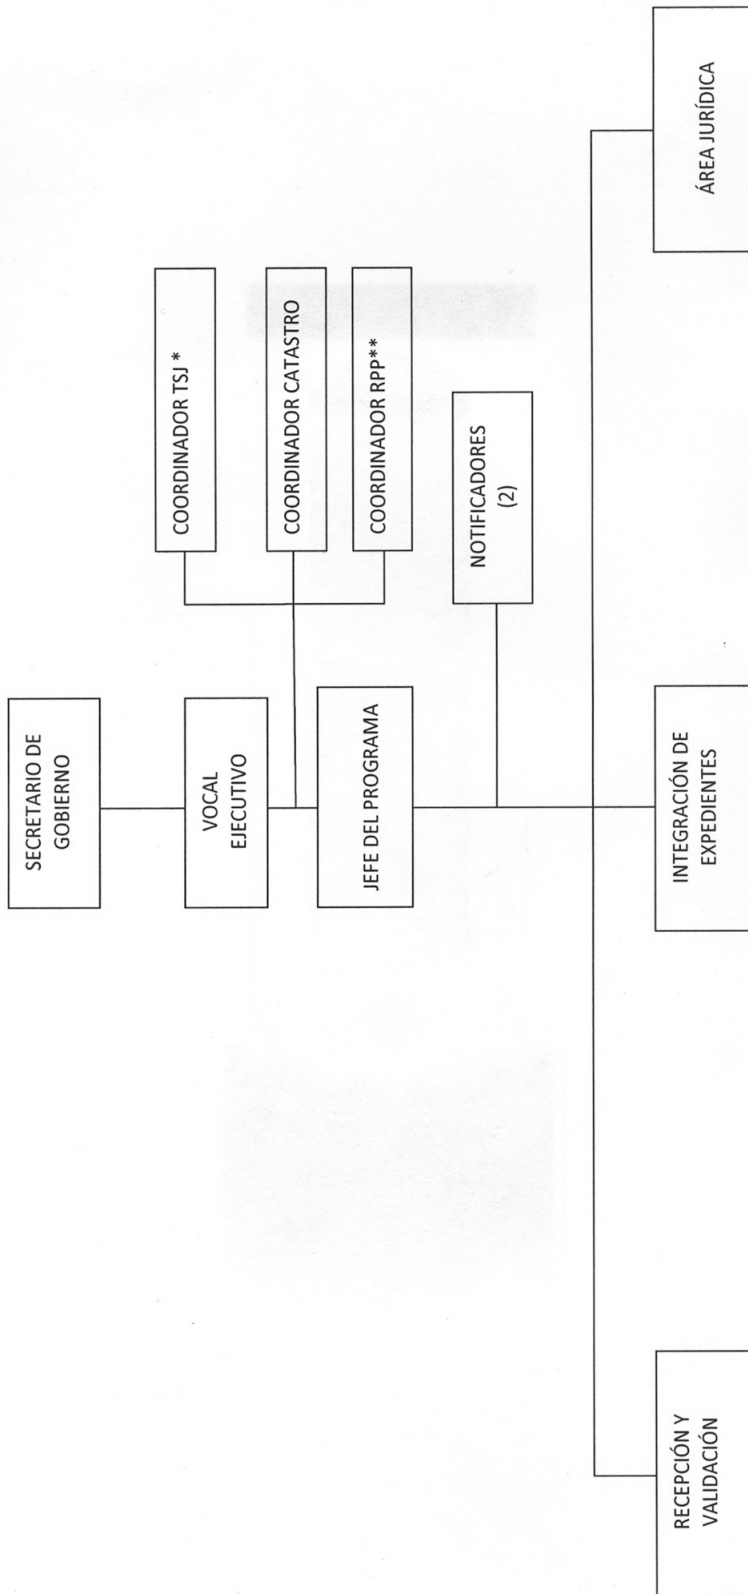 SECRETARIO DE
GOBIERNO
VOCAL
EJECUTIVO
COORDINADOR TSJ *
COORDINADOR CATASTRO
COORDINADOR RPP**
JEFE DEL PROGRAMA
NOTIFICADORES
(2)
RECEPCIÓN Y
VALIDACIÓN
INTEGRACIÓN DE
EXPEDIENTES
ÁREA JURÍDICA